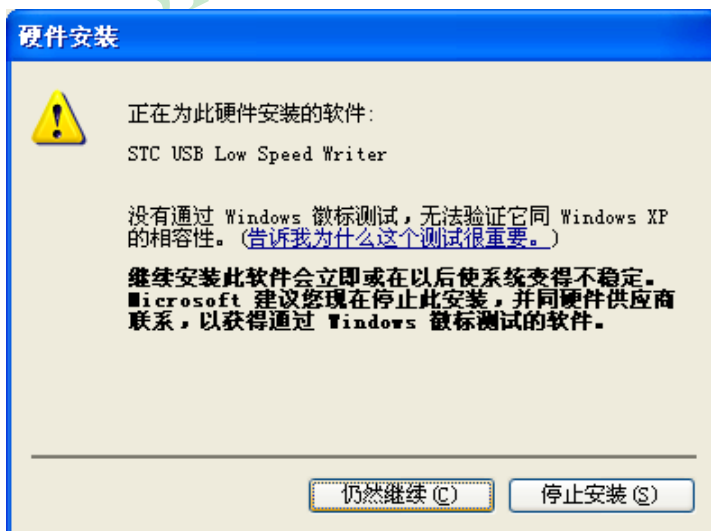 硬件安装
正在为此硬件安装的软件:
STC USB Low Speed Writer
没有通过 Windows 徽标测试，无法验证它同 Windows XP
的相容性。(告诉我为什么这个测试很重要。)
继续安装此软件会立即或在以后使系统变得不稳定。
Microsoft 建议您现在停止此安装，并同硬件供应商
联系，以获得通过 Windows 徽标测试的软件。
仍然继续(C)
停止安装(S)